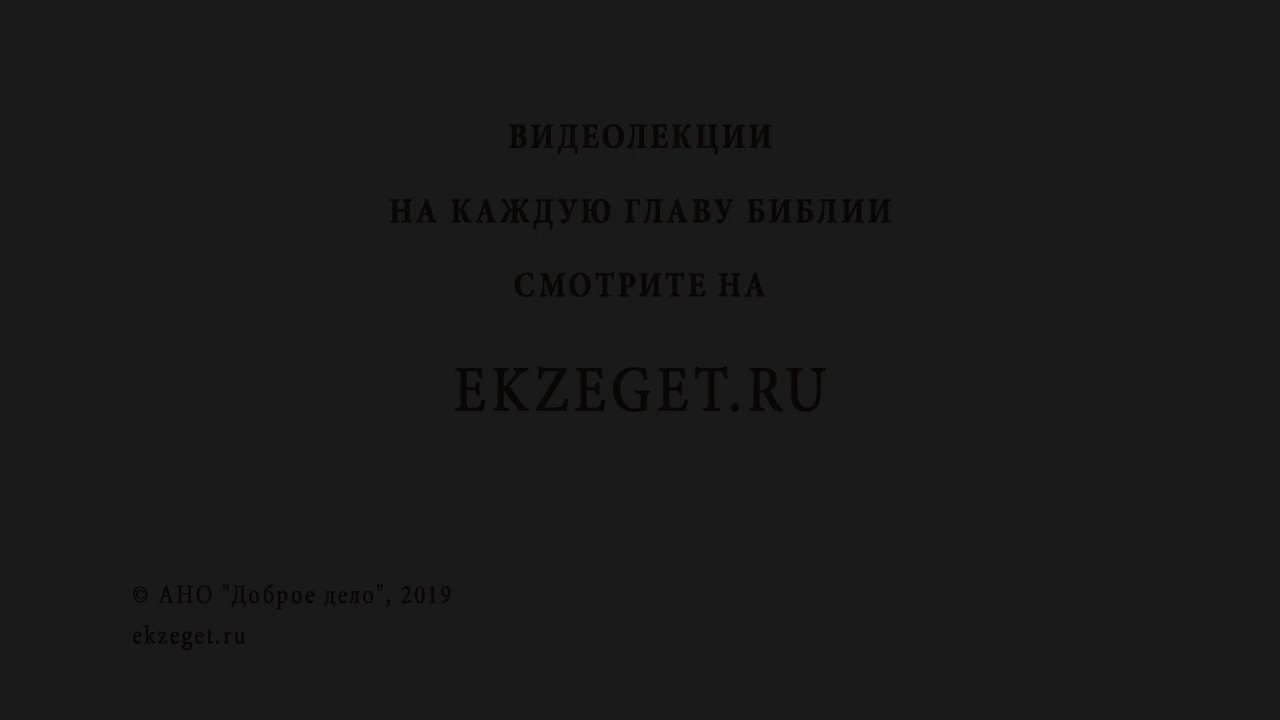 ВИДЕОЛЕКЦИИ
НА КАЖДУЮ ГЛАВУ БИБЛИИ
СМОТРИТЕ НА
EKZEGET.RU
© АНО "Доброе дело", 2019
ekzeget.ru